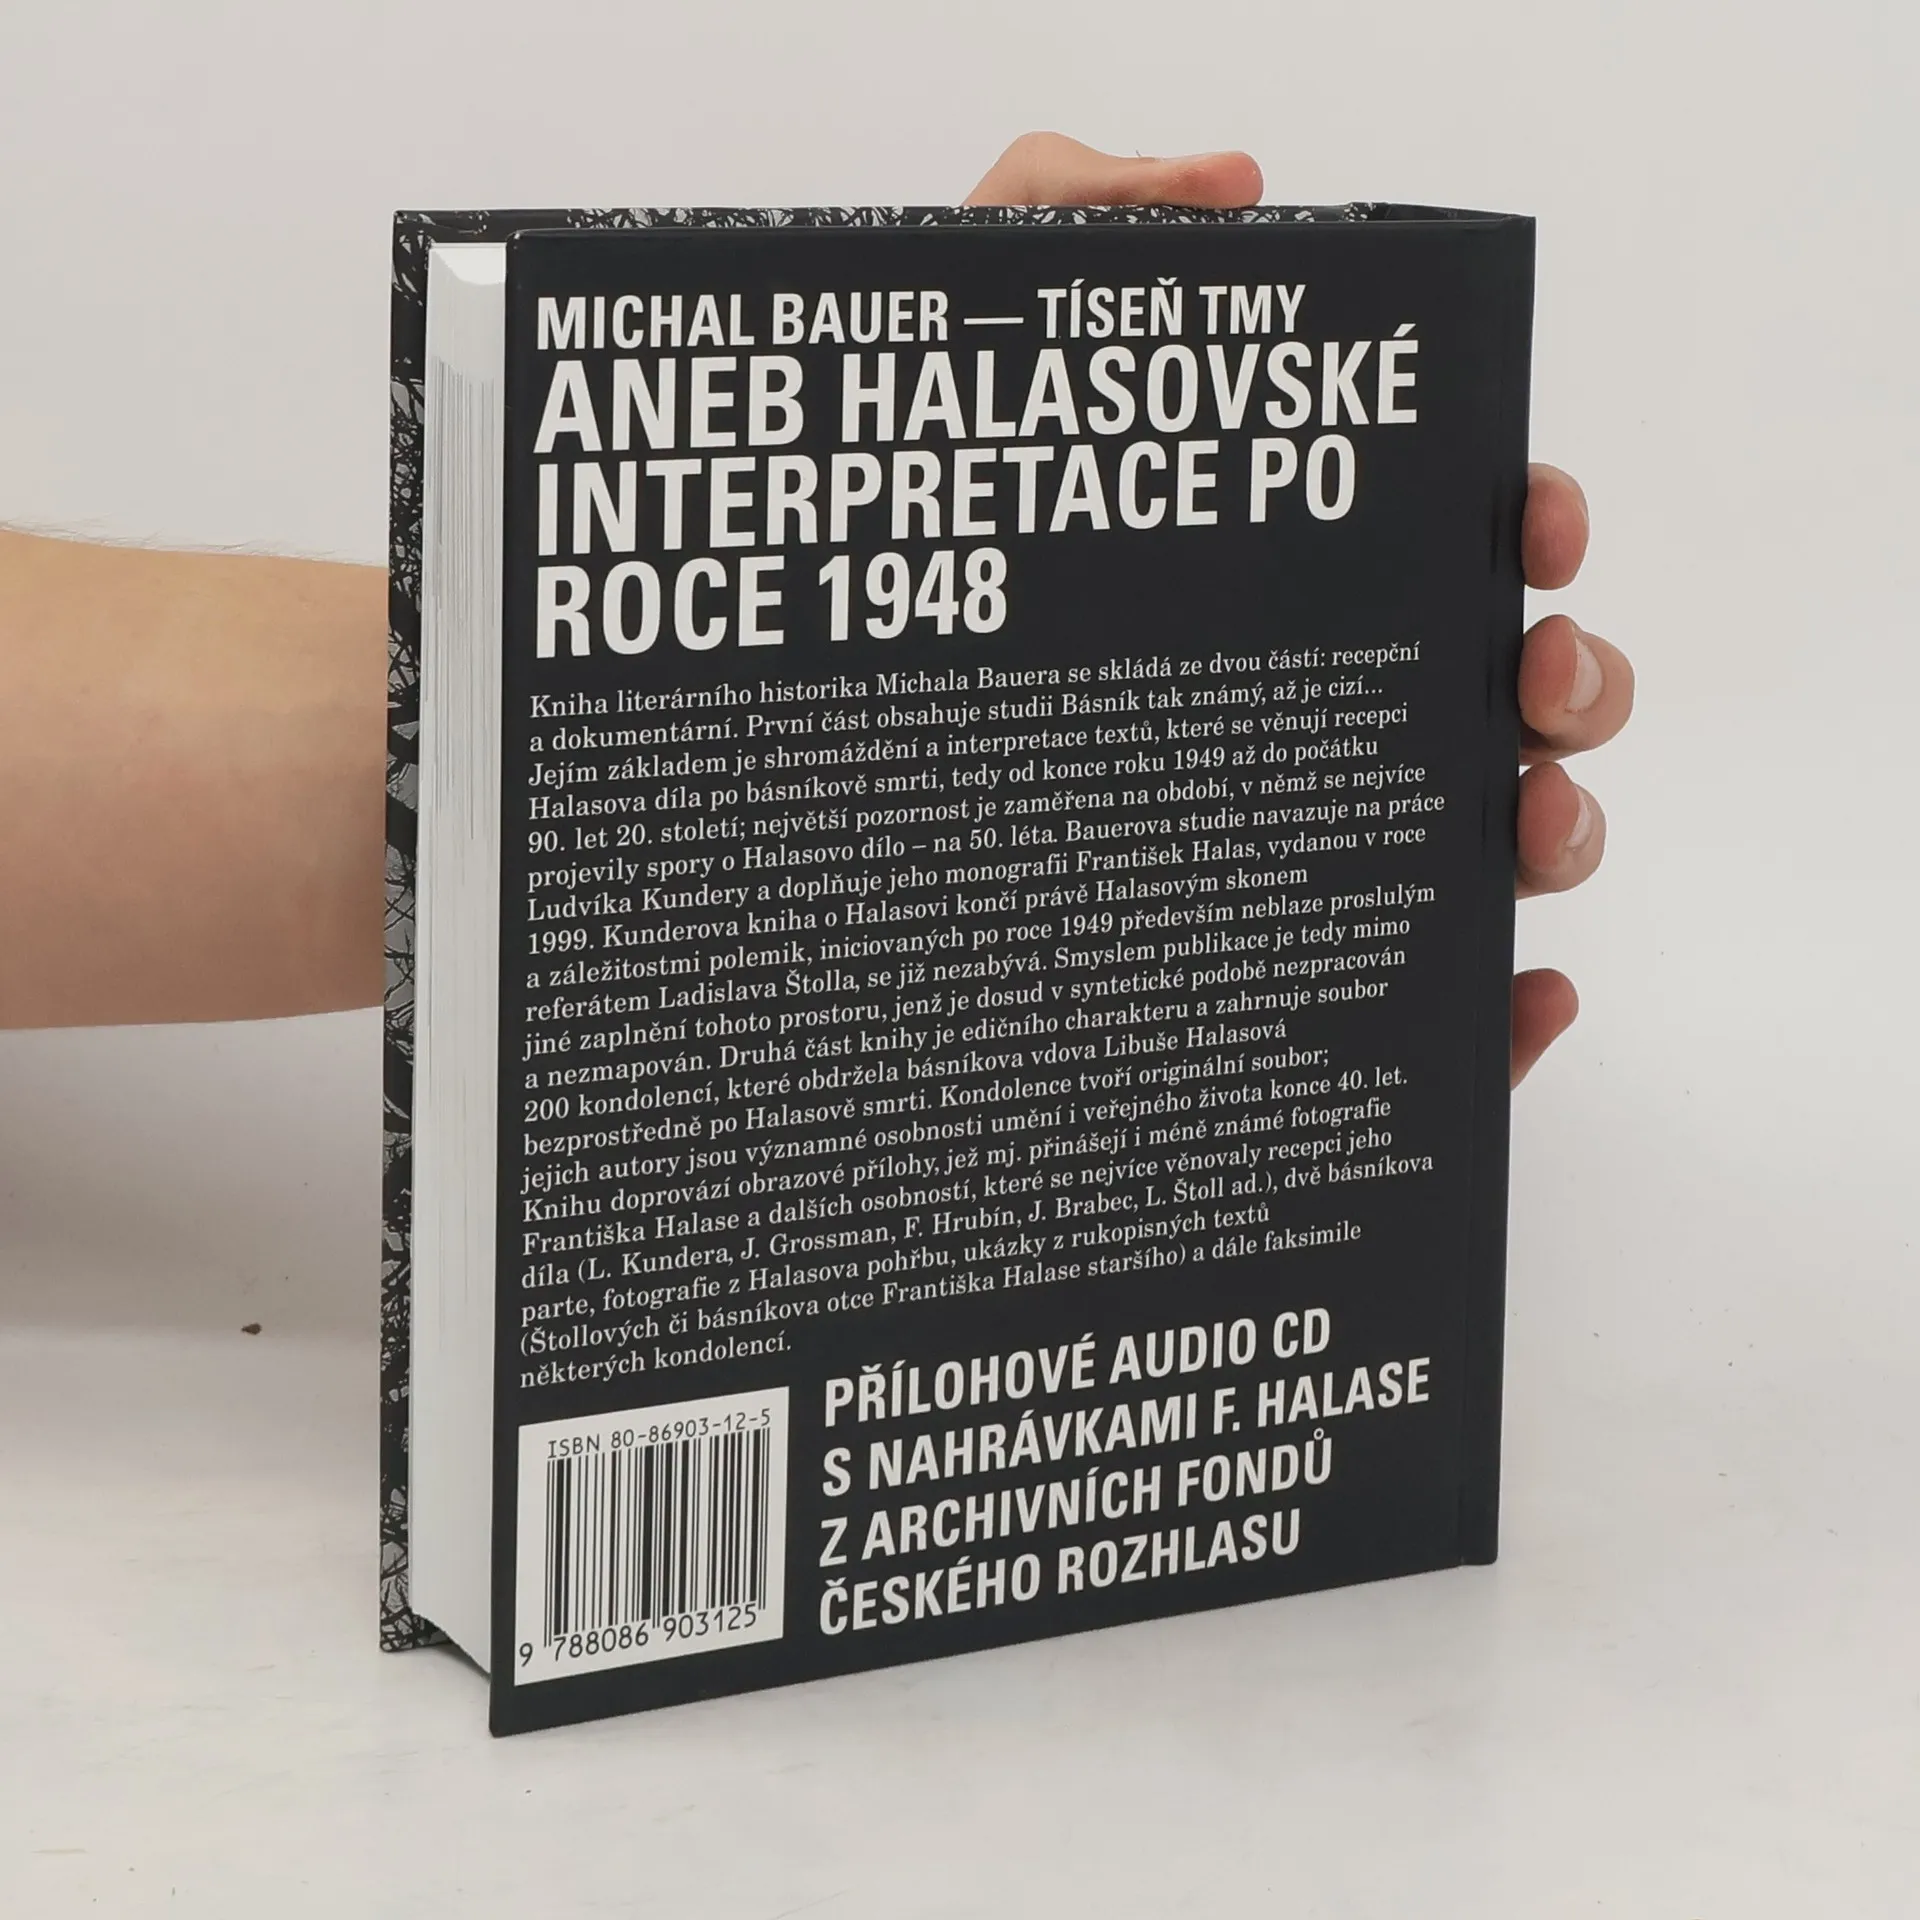 MICHAL BAUER — TÍSEŇ TMY
ANEB HALASOVSKÉ
INTERPRETACE PO
ROCE 1948
Kniha literárního historika Michala Bauera se skládá ze dvou částí: recepční
a dokumentární. První část obsahuje studii Básník tak známý, až je cizí...
Jejím základem je shromáždění a interpretace textů, které se věnují recepci
Halasova díla po básníkově smrti, tedy od konce roku 1949 až do počátku
90. let 20. století; největší pozornost je zaměřena na období, v němž se nejvíce
projevily spory o Halasovo dílo – na 50. léta. Bauerova studie navazuje na práce
Ludvíka Kundery a doplňuje jeho monografii František Halas, vydanou v roce
1999. Kunderova kniha o Halasovi končí právě Halasovým skonem
a záležitostmi polemik, iniciovaných po roce 1949 především neblaze proslulým
referátem Ladislava Štolla, se již nezabývá. Smyslem publikace je tedy mimo
jiné zaplnění tohoto prostoru, jenž je dosud v syntetické podobě nezpracován
a nezmapován. Druhá část knihy je edičního charakteru a zahrnuje soubor
200 kondolencí, které obdržela básníkova vdova Libuše Halasová
bezprostředně po Halasově smrti. Kondolence tvoří originální soubor;
jejich autory jsou významné osobnosti umění i veřejného života konce 40. let.
Knihu doprovází obrazové přílohy, jež mj. přinášejí i méně známé fotografie
Františka Halase a dalších osobností, které se nejvíce věnovaly recepci jeho
díla (L. Kundera, J. Grossman, F. Hrubín, J. Brabec, L. Štoll ad.), dvě básníkova
parte, fotografie z Halasova pohřbu, ukázky z rukopisných textů
(Štollových či básníkova otce Františka Halase staršího) a dále faksimile
některých kondolencí.
PŘÍLOHOVÉ AUDIO CD
S NAHRÁVKAMI F. HALASE
Z ARCHIVNÍCH FONDŮ
ČESKÉHO ROZHLASU
ISBN 80-86903-12-5
9 788086 903125